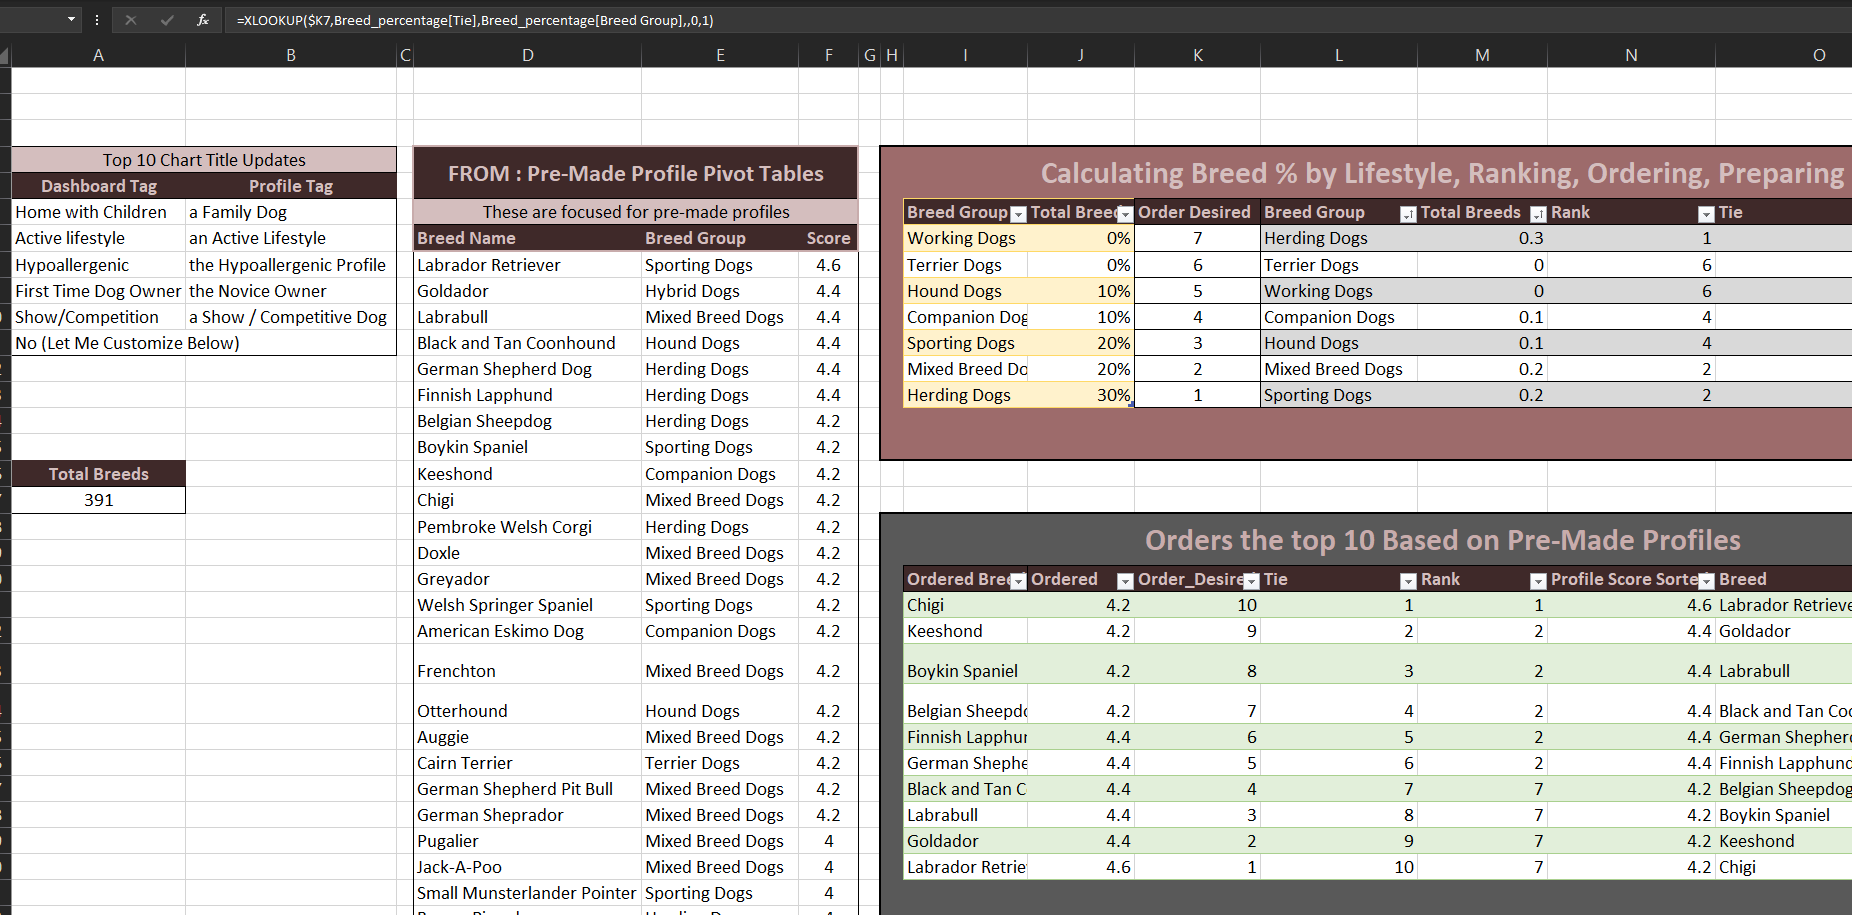 =XLOOKUP($K7,Breed_percentage[Tie],Breed_percentage[Breed Group],,0,1)
A B C D E F G H I J K L M N O
Top 10 Chart Title Updates
Dashboard Tag Profile Tag
Home with Children a Family Dog
Active lifestyle an Active Lifestyle
Hypoallergenic the Hypoallergenic Profile
First Time Dog Owner the Novice Owner
Show/Competition a Show / Competitive Dog
No (Let Me Customize Below)
Total Breeds
391
FROM : Pre-Made Profile Pivot Tables
These are focused for pre-made profiles
Breed Name Breed Group Score
Labrador Retriever Sporting Dogs 4.6
Goldador Hybrid Dogs 4.4
Labrabull Mixed Breed Dogs 4.4
Black and Tan Coonhound Hound Dogs 4.4
German Shepherd Dog Herding Dogs 4.4
Finnish Lapphund Herding Dogs 4.4
Belgian Sheepdog Herding Dogs 4.2
Boykin Spaniel Sporting Dogs 4.2
Keeshond Companion Dogs 4.2
Chigi Mixed Breed Dogs 4.2
Pembroke Welsh Corgi Herding Dogs 4.2
Doxle Mixed Breed Dogs 4.2
Greyador Mixed Breed Dogs 4.2
Welsh Springer Spaniel Sporting Dogs 4.2
American Eskimo Dog Companion Dogs 4.2
Frenchton Mixed Breed Dogs 4.2
Otterhound Hound Dogs 4.2
Auggie Mixed Breed Dogs 4.2
Cairn Terrier Terrier Dogs 4.2
German Shepherd Pit Bull Mixed Breed Dogs 4.2
German Sheprador Mixed Breed Dogs 4.2
Pugalier Mixed Breed Dogs 4
Jack-A-Poo Mixed Breed Dogs 4
Small Munsterlander Pointer Sporting Dogs 4
Calculating Breed % by Lifestyle, Ranking, Ordering, Preparing
Breed Group Total Breed Order Desired Breed Group Total Breeds Rank Tie
Working Dogs 0% 7 Herding Dogs 0.3 1
Terrier Dogs 0% 6 Terrier Dogs 0 6
Hound Dogs 10% 5 Working Dogs 0 6
Companion Dog 10% 4 Companion Dogs 0.1 4
Sporting Dogs 20% 3 Hound Dogs 0.1 4
Mixed Breed Do 20% 2 Mixed Breed Dogs 0.2 2
Herding Dogs 30% 1 Sporting Dogs 0.2 2
Orders the top 10 Based on Pre-Made Profiles
Ordered Bree Ordered Order_Desire Tie Rank Profile Score Sorte Breed
Chigi 4.2 10 1 1 4.6 Labrador Retrieve
Keeshond 4.2 9 2 2 4.4 Goldador
Boykin Spaniel 4.2 8 3 2 4.4 Labrabull
Belgian Sheepd 4.2 7 4 2 4.4 Black and Tan Coo
Finnish Lapphu 4.4 6 5 2 4.4 German Shepher
German Shephe 4.4 5 6 2 4.4 Finnish Lapphund
Black and Tan C 4.4 4 7 7 4.2 Belgian Sheepdog
Labrabull 4.4 3 8 7 4.2 Boykin Spaniel
Goldador 4.4 2 9 7 4.2 Keeshond
Labrador Retrie 4.6 1 10 7 4.2 Chigi